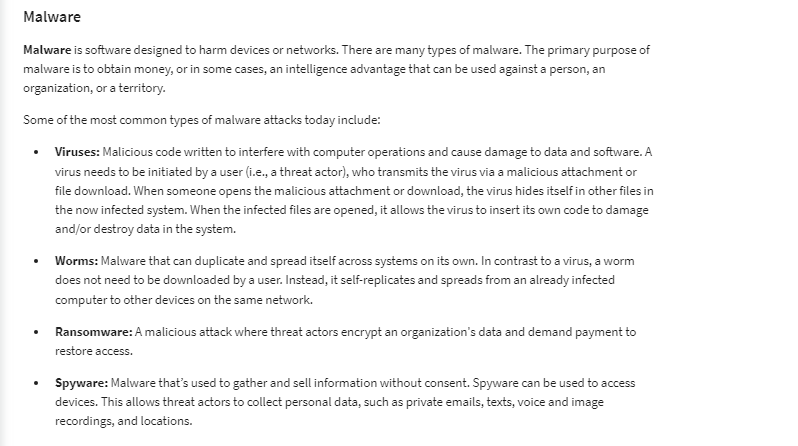 Malware
Malware is software designed to harm devices or networks. There are many types of malware. The primary purpose of
malware is to obtain money, or in some cases, an intelligence advantage that can be used against a person, an
organization, or a territory.
Some of the most common types of malware attacks today include:
• Viruses: Malicious code written to interfere with computer operations and cause damage to data and software. A
virus needs to be initiated by a user (i.e., a threat actor), who transmits the virus via a malicious attachment or
file download. When someone opens the malicious attachment or download, the virus hides itself in other files in
the now infected system. When the infected files are opened, it allows the virus to insert its own code to damage
and/or destroy data in the system.
• Worms: Malware that can duplicate and spread itself across systems on its own. In contrast to a virus, a worm
does not need to be downloaded by a user. Instead, it self-replicates and spreads from an already infected
computer to other devices on the same network.
• Ransomware: A malicious attack where threat actors encrypt an organization's data and demand payment to
restore access.
• Spyware: Malware that's used to gather and sell information without consent. Spyware can be used to access
devices. This allows threat actors to collect personal data, such as private emails, texts, voice and image
recordings, and locations.